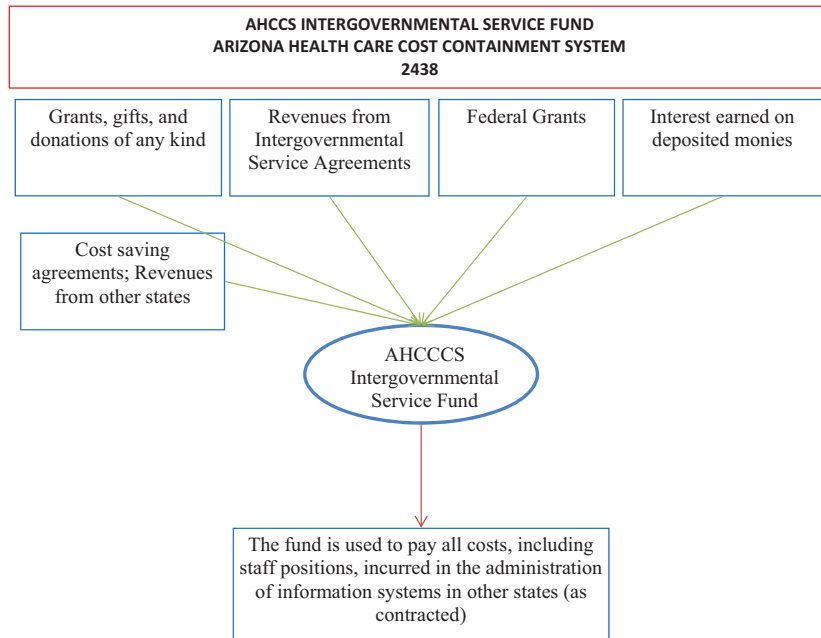 AHCCS INTERGOVERNMENTAL SERVICE FUND
ARIZONA HEALTH CARE COST CONTAINMENT SYSTEM
2438
Grants, gifts, and
donations of any kind
Revenues from
Intergovernmental
Service Agreements
Federal Grants
Interest earned on
deposited monies
Cost saving
agreements; Revenues
from other states
AHCCCS
Intergovernmental
Service Fund
The fund is used to pay all costs, including
staff positions, incurred in the administration
of information systems in other states (as
contracted)